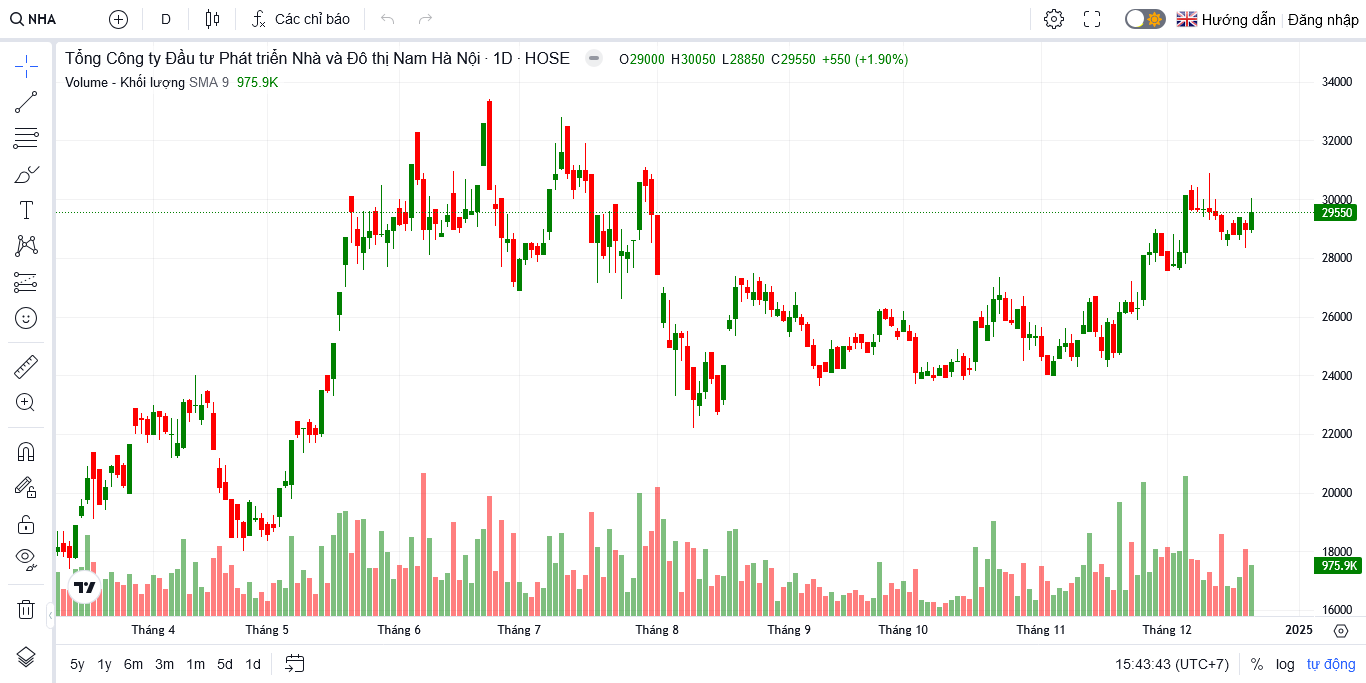 NHA D Các chỉ báo Hướng dẫn Đăng nhập
Tổng Công ty Đầu tư Phát triển Nhà và Đô thị Nam Hà Nội · 1D · HOSE O29000 H30050 L28850 C29550 +550 (+1.90%)
Volume - Khối lượng SMA 9 975.9K
34000
32000
30000
29550
28000
26000
24000
22000
20000
18000
975.9K
16000
Tháng 4 Tháng 5 Tháng 6 Tháng 7 Tháng 8 Tháng 9 Tháng 10 Tháng 11 Tháng 12 2025
5y 1y 6m 3m 1m 5d 1d 15:43:43 (UTC+7) % log tự động